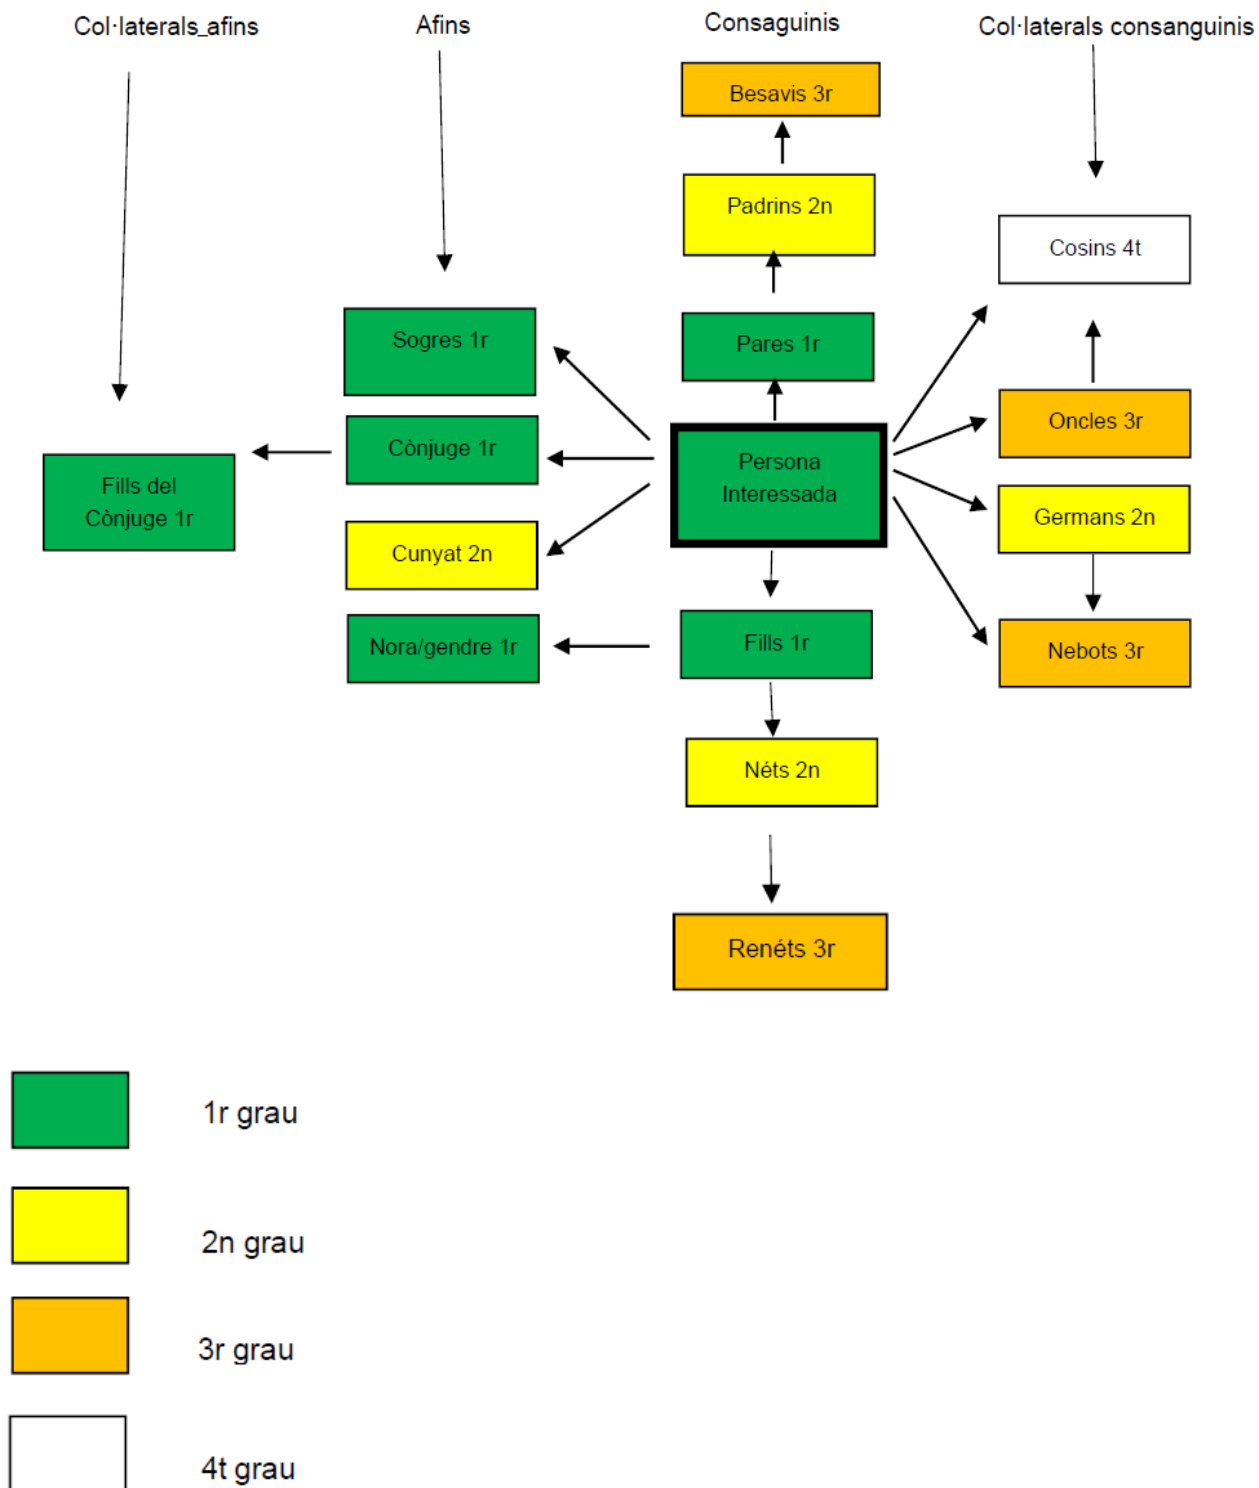 Col·laterals_afins
Afins
Consaguinis
Col·laterals consanguinis
Besavis 3r
Padrins 2n
Cosins 4t
Sogres 1r
Pares 1r
Oncles 3r
Cònjuge 1r
Persona
Interessada
Fills del
Cònjuge 1r
Germans 2n
Cunyat 2n
Nora/gendre 1r
Fills 1r
Nebots 3r
Néts 2n
Renéts 3r
1r grau
2n grau
3r grau
4t grau